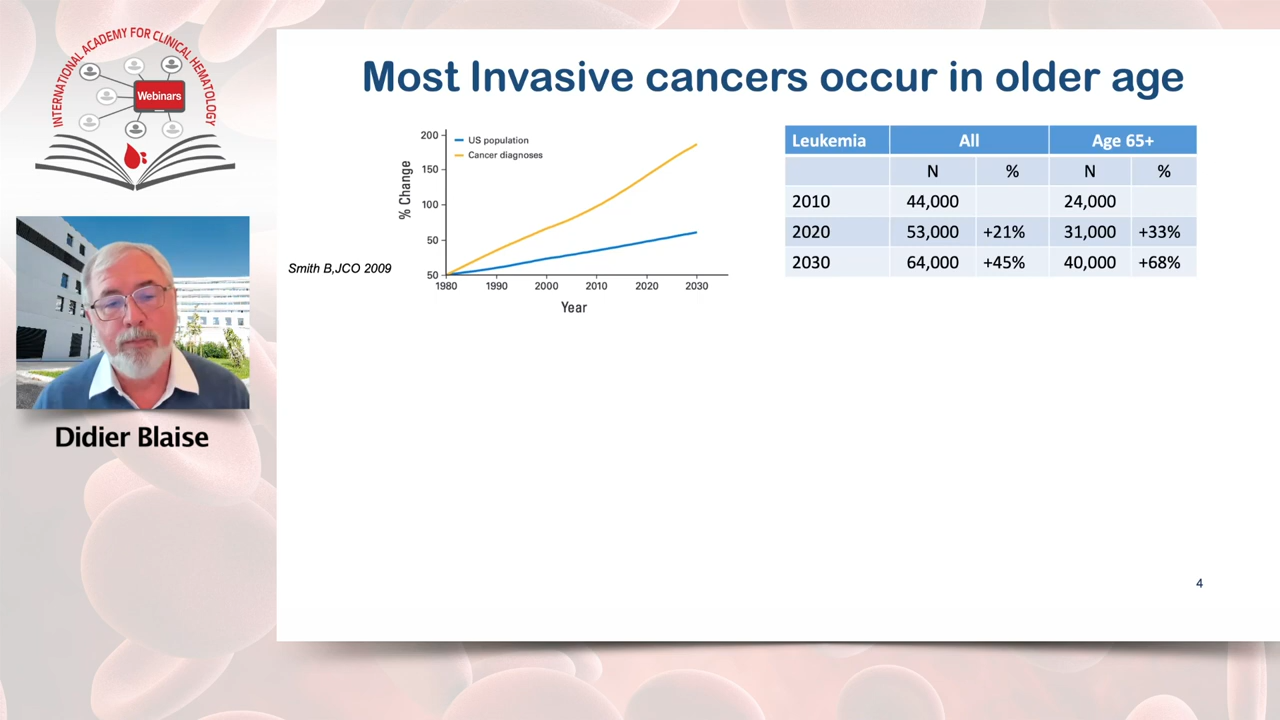 INTERNATIONAL ACADEMY FOR CLINICAL HEMATOLOGY
Webinars
Didier Blaise
Most Invasive cancers occur in older age
US population
Cancer diagnoses
% Change
200
150
100
50
50
1980 1990 2000 2010 2020 2030
Year
Smith B,JCO 2009
Leukemia All Age 65+
N % N %
2010 44,000 24,000
2020 53,000 +21% 31,000 +33%
2030 64,000 +45% 40,000 +68%
4